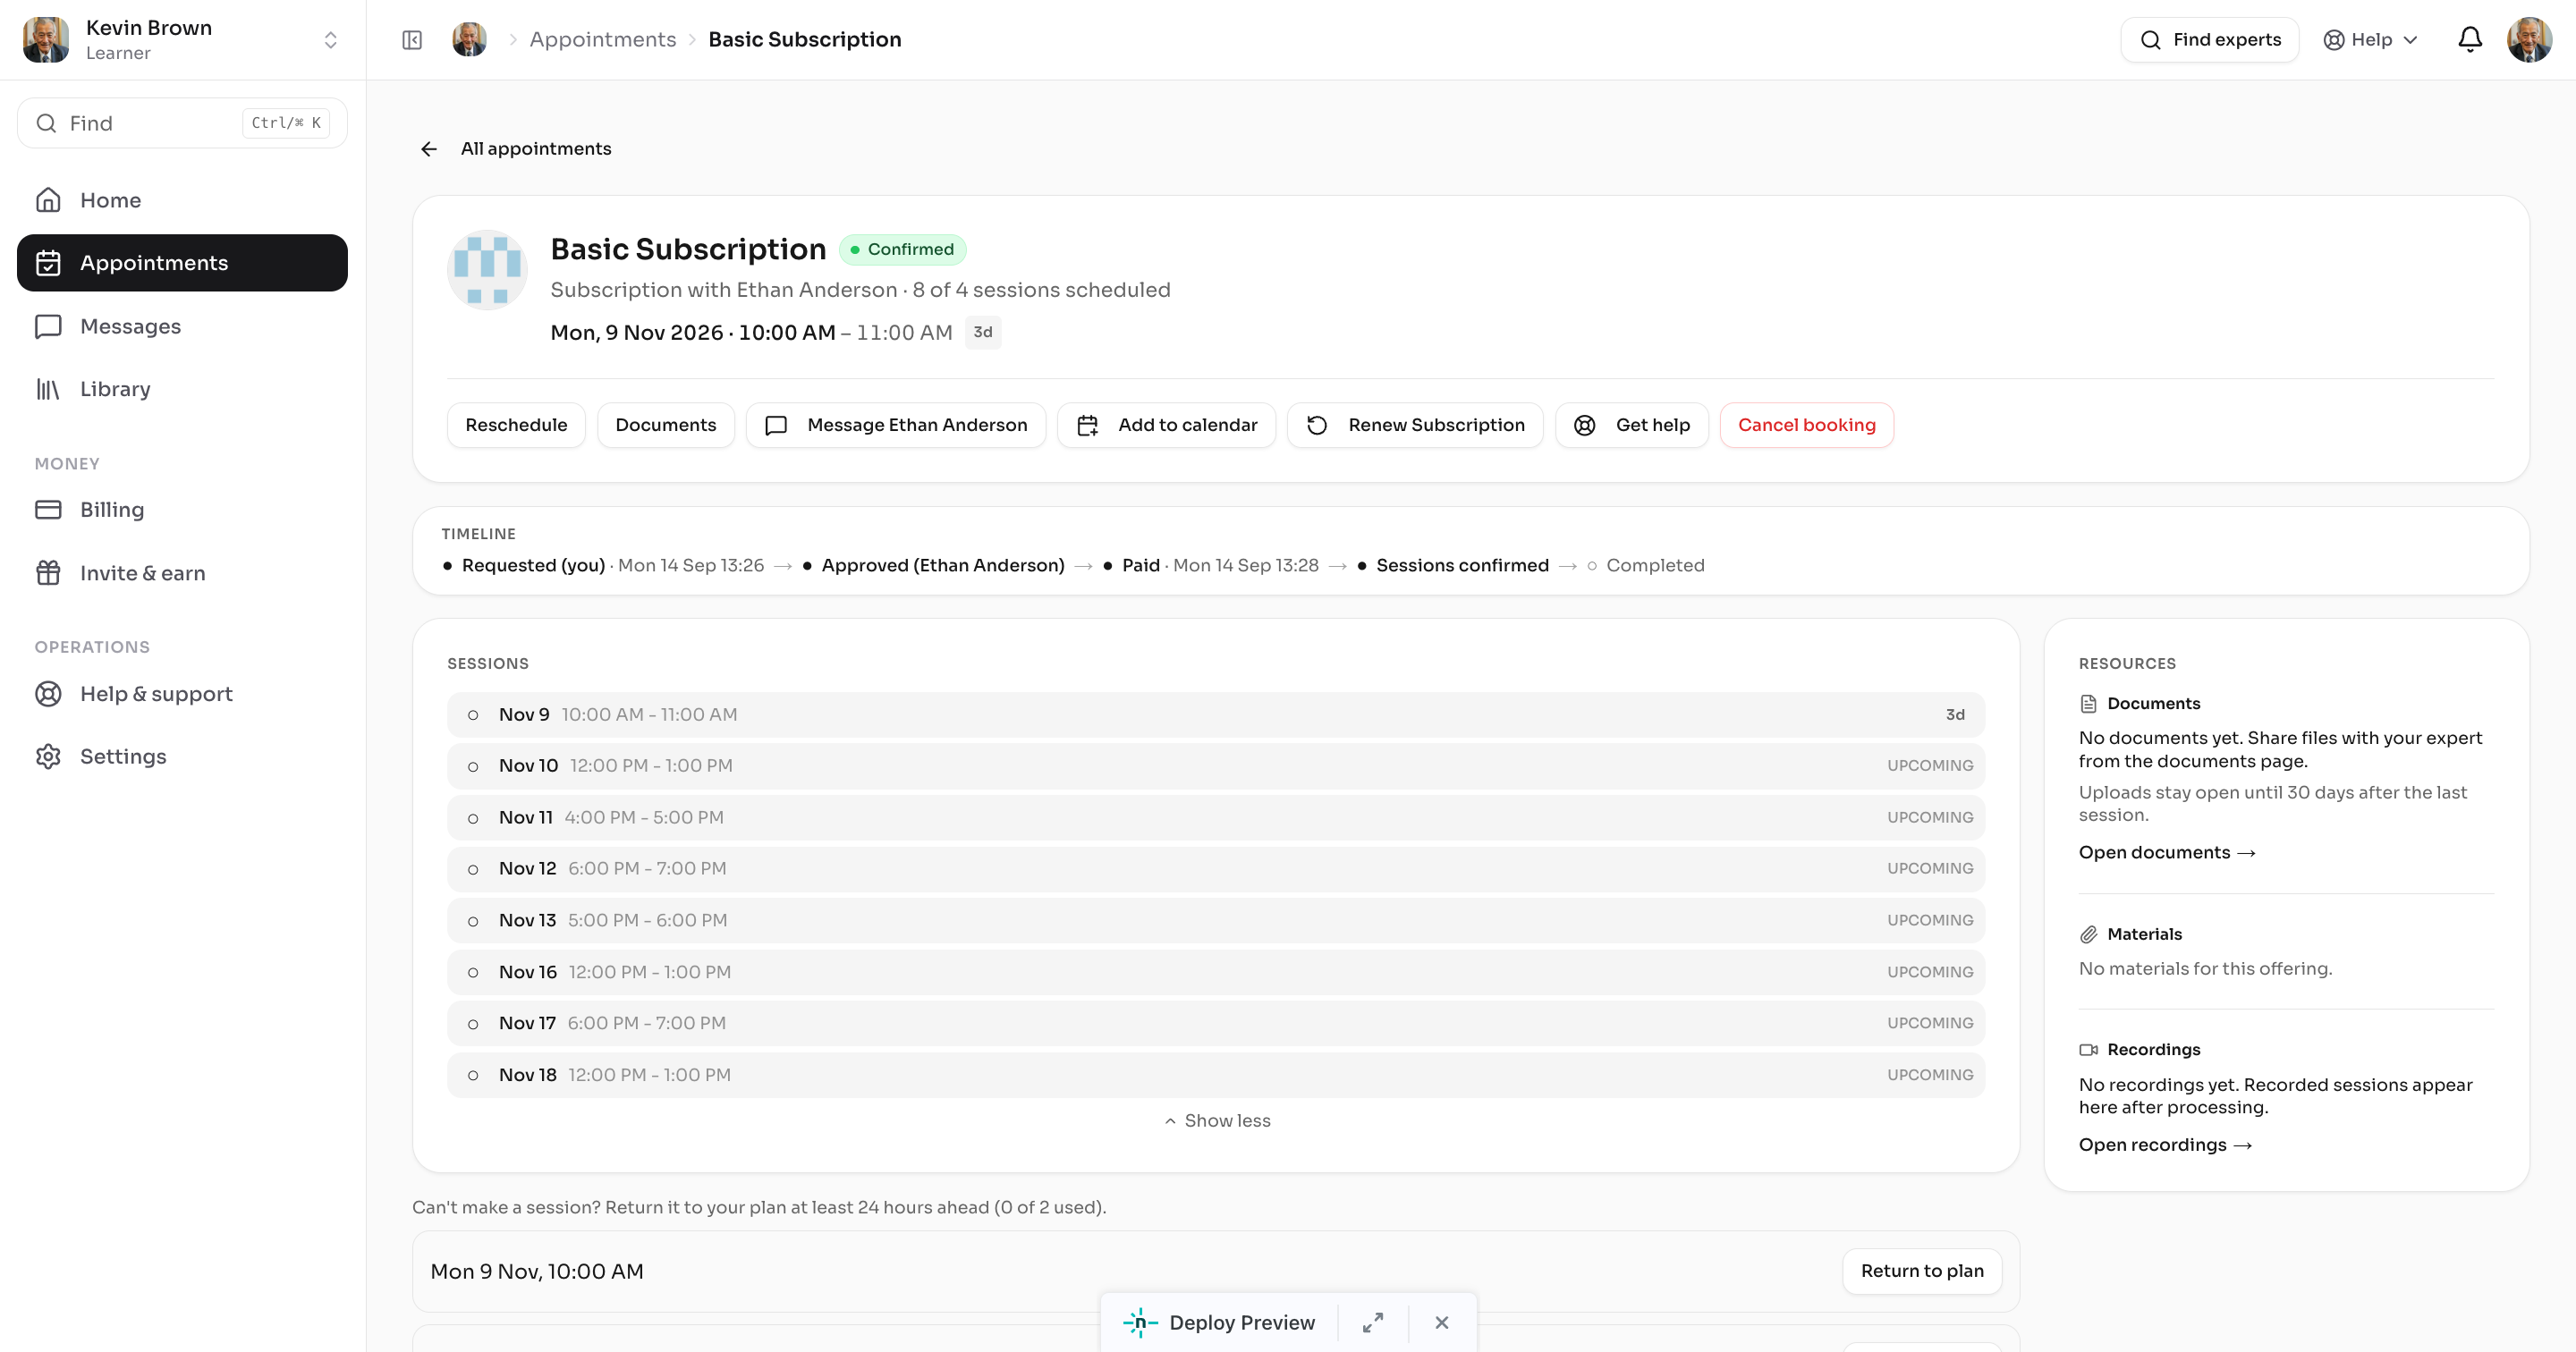 Kevin Brown
Learner
Appointments
Basic Subscription
Find experts
Help
Find
Ctrl/⌘ K
Home
Appointments
Messages
Library
MONEY
Billing
Invite & earn
OPERATIONS
Help & support
Settings
All appointments
Basic Subscription
Confirmed
Subscription with Ethan Anderson · 8 of 4 sessions scheduled
Mon, 9 Nov 2026 · 10:00 AM – 11:00 AM 3d
Reschedule
Documents
Message Ethan Anderson
Add to calendar
Renew Subscription
Get help
Cancel booking
TIMELINE
Requested (you) · Mon 14 Sep 13:26 → Approved (Ethan Anderson) → Paid · Mon 14 Sep 13:28 → Sessions confirmed → Completed
SESSIONS
Nov 9 10:00 AM – 11:00 AM 3d
Nov 10 12:00 PM – 1:00 PM UPCOMING
Nov 11 4:00 PM – 5:00 PM UPCOMING
Nov 12 6:00 PM – 7:00 PM UPCOMING
Nov 13 5:00 PM – 6:00 PM UPCOMING
Nov 16 12:00 PM – 1:00 PM UPCOMING
Nov 17 6:00 PM – 7:00 PM UPCOMING
Nov 18 12:00 PM – 1:00 PM UPCOMING
Show less
RESOURCES
Documents
No documents yet. Share files with your expert
from the documents page.
Uploads stay open until 30 days after the last
session.
Open documents →
Materials
No materials for this offering.
Recordings
No recordings yet. Recorded sessions appear
here after processing.
Open recordings →
Can't make a session? Return it to your plan at least 24 hours ahead (0 of 2 used).
Mon 9 Nov, 10:00 AM
Return to plan
n Deploy Preview